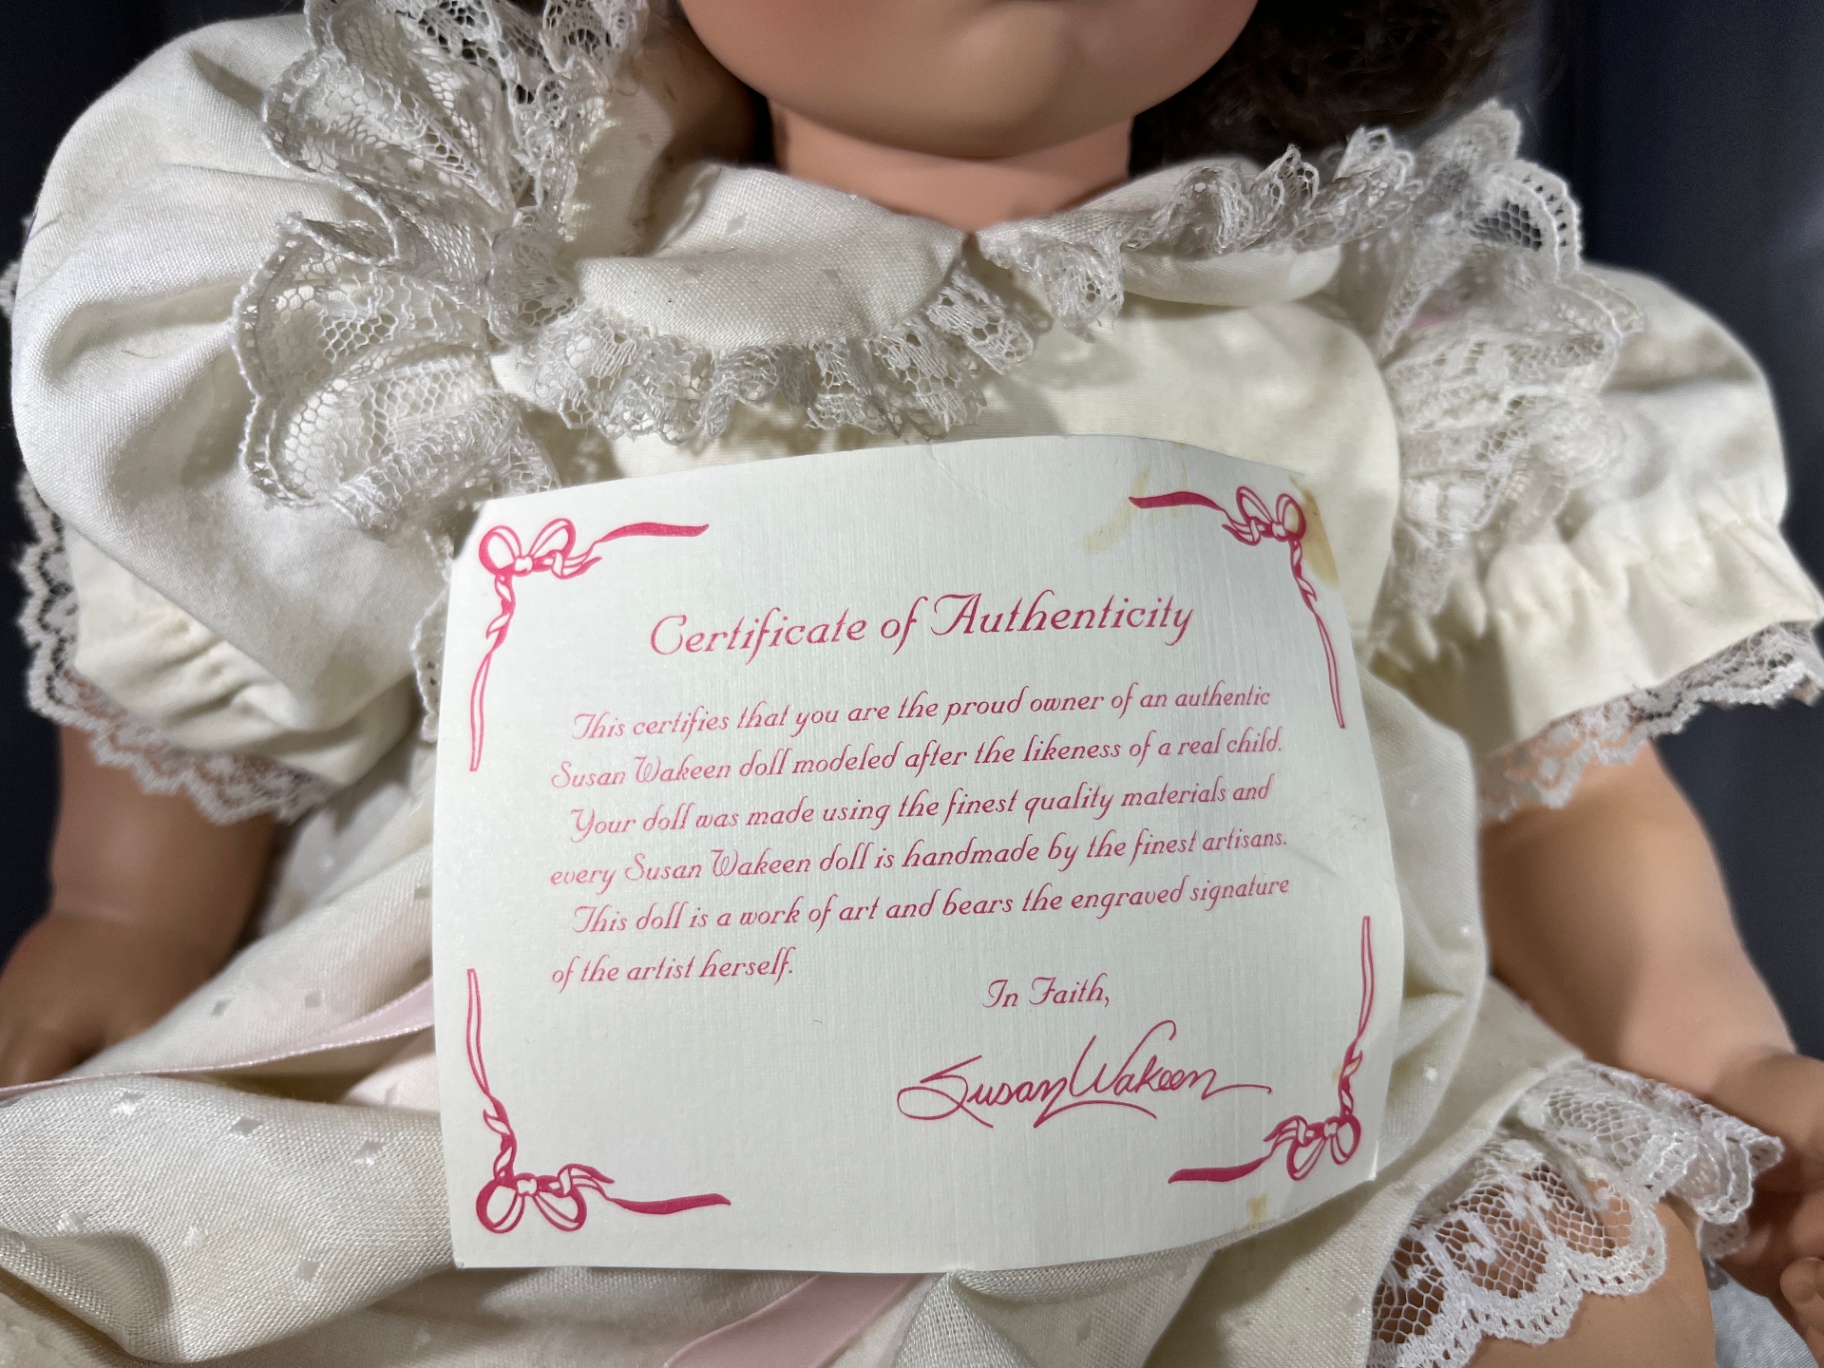 Certificate of Authenticity
This certifies that you are the proud owner of an authentic
Susan Wakeen doll modeled after the likeness of a real child.
Your doll was made using the finest quality materials and
every Susan Wakeen doll is handmade by the finest artisans.
This doll is a work of art and bears the engraved signature
of the artist herself.
In Faith,
Susan Wakeen